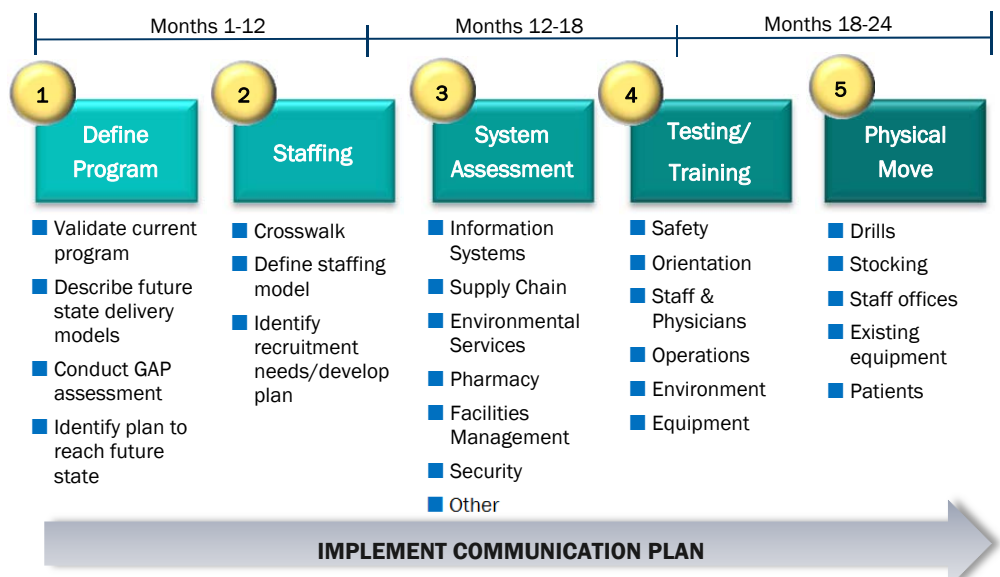 Months 1-12
Months 12-18
Months 18-24
1
Define
Program
Validate current
program
Describe future
state delivery
models
Conduct GAP
assessment
Identify plan to
reach future
state
2
Staffing
Crosswalk
Define staffing
model
Identify
recruitment
needs/develop
plan
3
System
Assessment
Information
Systems
Supply Chain
Environmental
Services
Pharmacy
Facilities
Management
Security
Other
4
Testing/
Training
Safety
Orientation
Staff &
Physicians
Operations
Environment
Equipment
5
Physical
Move
Drills
Stocking
Staff offices
Existing
equipment
Patients
IMPLEMENT COMMUNICATION PLAN